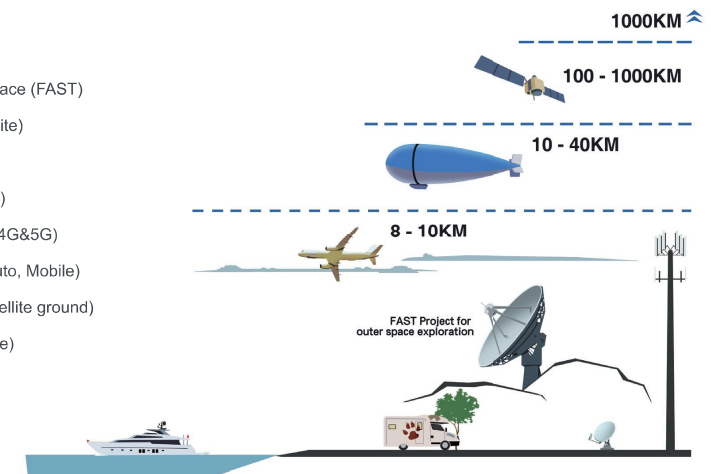 1000KM
ace (FAST)
100 - 1000KM
ite)
10 - 40KM
)
4G&5G)
8 - 10KM
uto, Mobile)
ellite ground)
FAST Project for
outer space exploration
e)